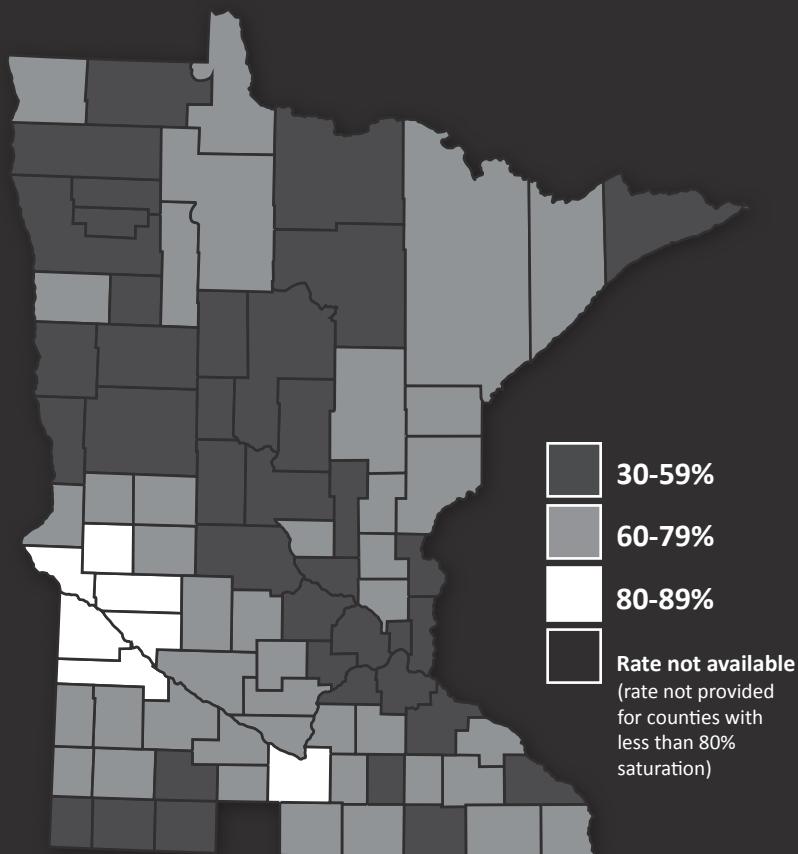 30-59%
60-79%
80-89%
Rate not available
(rate not provided
for counties with
less than 80%
saturation)